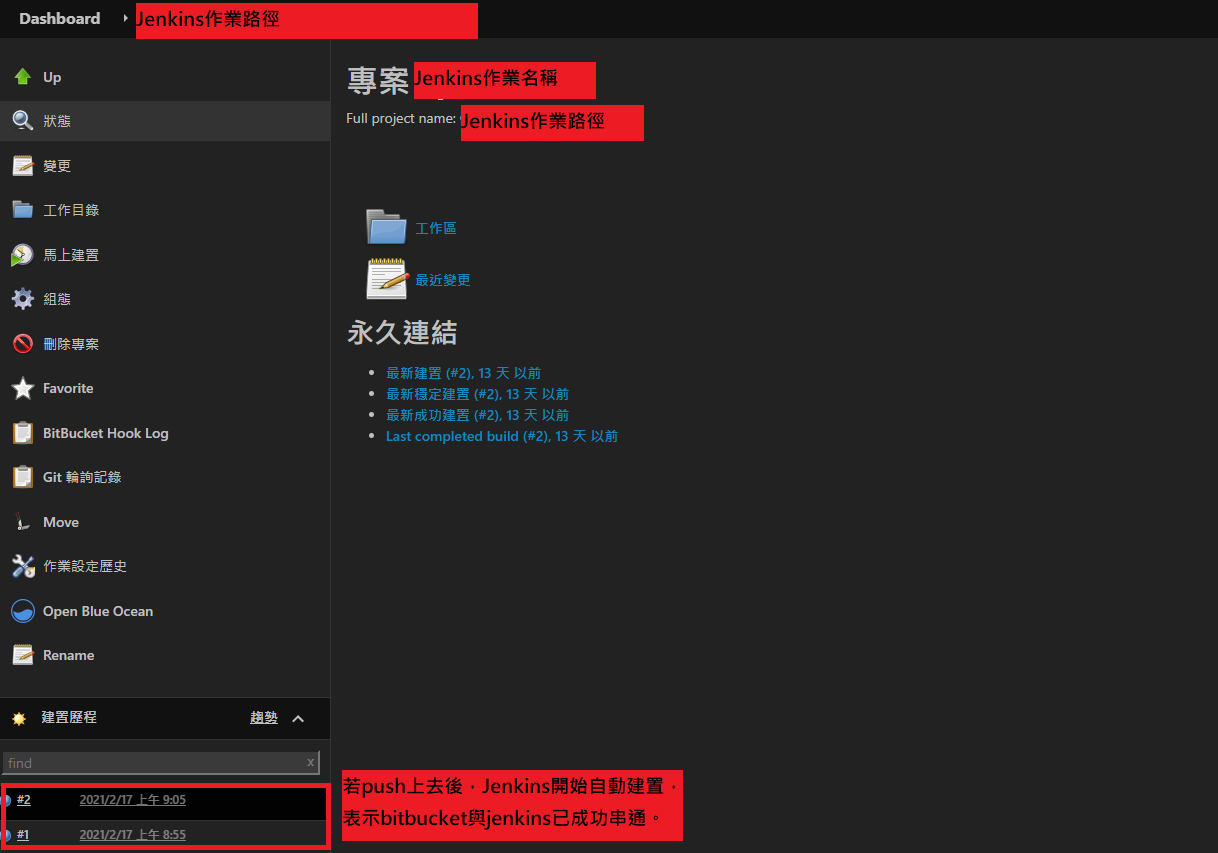 Dashboard
Jenkins作業路徑
Up
狀態
變更
工作目錄
馬上建置
組態
刪除專案
Favorite
BitBucket Hook Log
Git 輪詢記錄
Move
作業設定歷史
Open Blue Ocean
Rename
建置歷程 趨勢
find x
#2 2021/2/17 上午 9:05
#1 2021/2/17 上午 8:55
專案 Jenkins作業名稱
Full project name: Jenkins作業路徑
工作區
最近變更
永久連結
最新建置 (#2), 13 天 以前
最新穩定建置 (#2), 13 天 以前
最新成功建置 (#2), 13 天 以前
Last completed build (#2), 13 天 以前
若push上去後，Jenkins開始自動建置，
表示bitbucket與jenkins已成功串通。